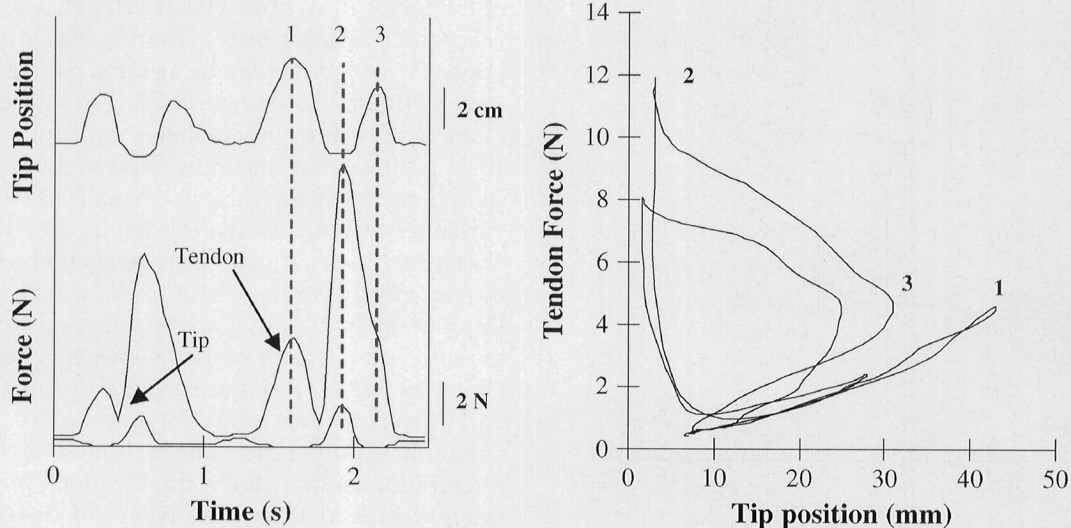 1 2 3
Tip Position
2 cm
Force (N)
Tendon
Tip
2 N
0 1 2
Time (s)
14
12
10
8
6
4
2
0
Tendon Force (N)
2
3
1
0 10 20 30 40 50
Tip position (mm)